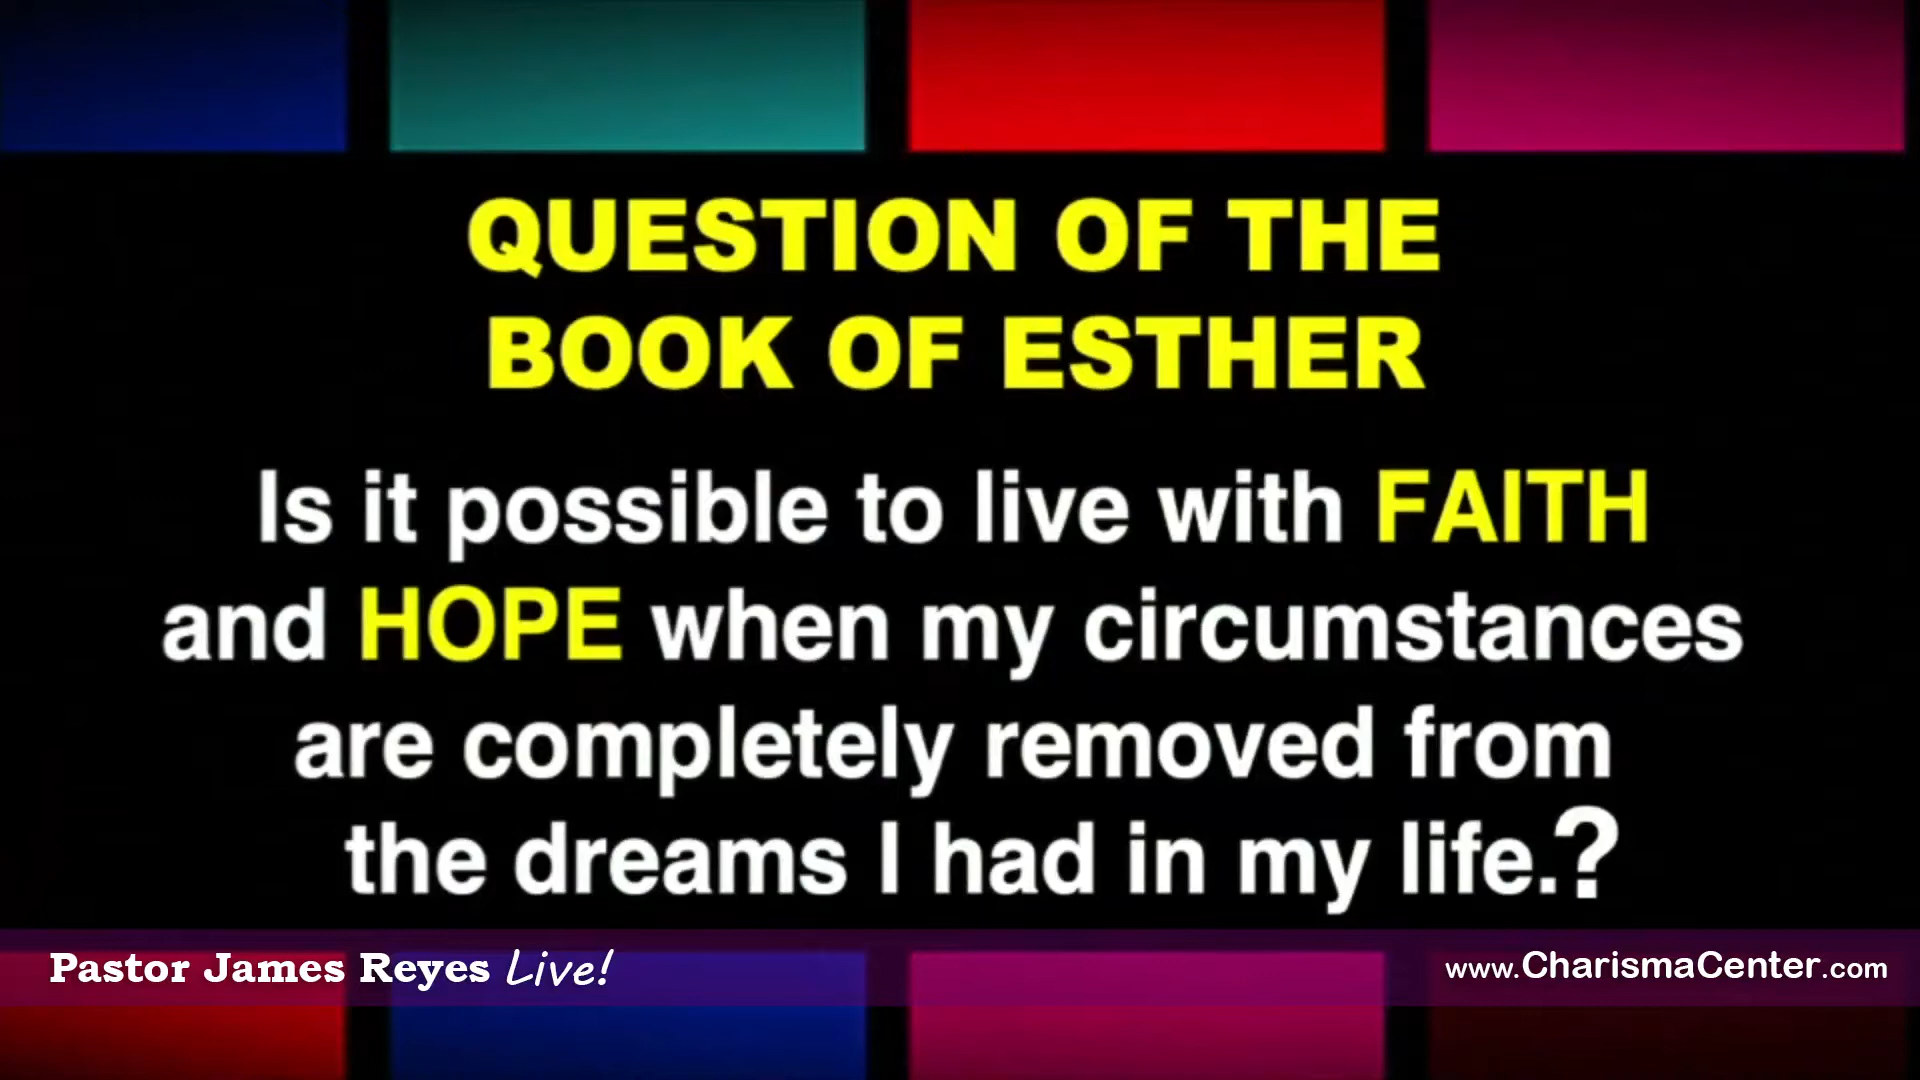 QUESTION OF THE
BOOK OF ESTHER
Is it possible to live with FAITH
and HOPE when my circumstances
are completely removed from
the dreams I had in my life.?
Pastor James Reyes Live!
www.CharismaCenter.com